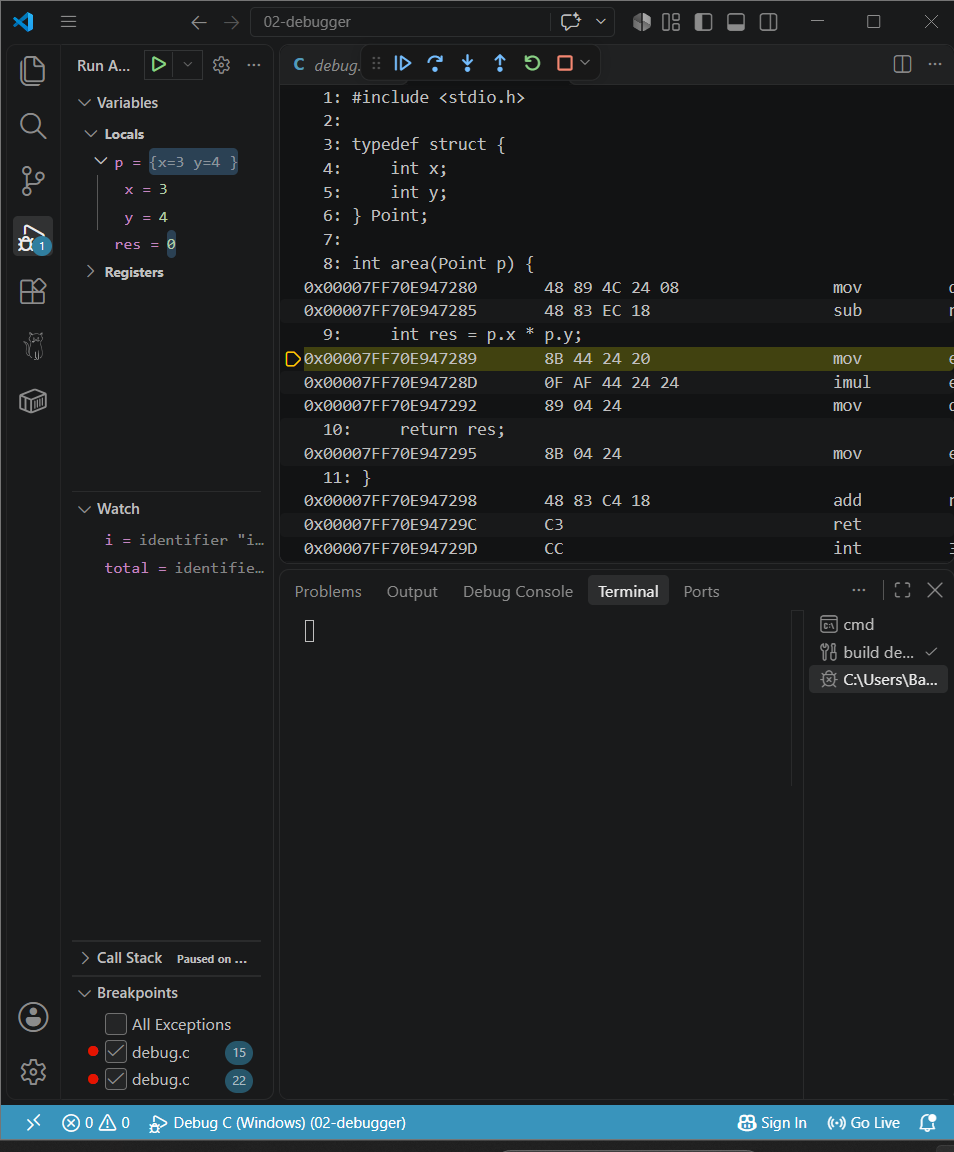 02-debugger
Run A...
Variables
Locals
p = {x=3 y=4 }
x = 3
y = 4
res = 0
Registers
1
Watch
i = identifier "i...
total = identifie...
Call Stack Paused on ...
Breakpoints
All Exceptions
debug.c 15
debug.c 22
C debug.
1: #include <stdio.h>
2:
3: typedef struct {
4:     int x;
5:     int y;
6: } Point;
7:
8: int area(Point p) {
0x00007FF70E947280 48 89 4C 24 08 mov
0x00007FF70E947285 48 83 EC 18 sub
9:     int res = p.x * p.y;
0x00007FF70E947289 8B 44 24 20 mov
0x00007FF70E94728D 0F AF 44 24 24 imul
0x00007FF70E947292 89 04 24 mov
10:     return res;
0x00007FF70E947295 8B 04 24 mov
11: }
0x00007FF70E947298 48 83 C4 18 add
0x00007FF70E94729C C3 ret
0x00007FF70E94729D CC int
Problems Output Debug Console Terminal Ports
cmd
build de...
C:\Users\Ba...
0 0 Debug C (Windows) (02-debugger) Sign In Go Live